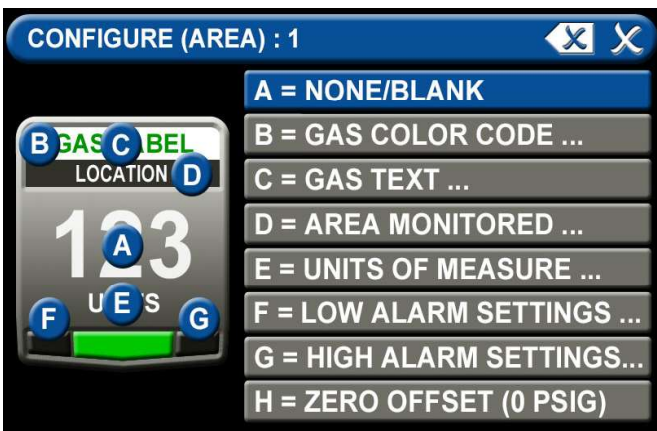 CONFIGURE (AREA) : 1
A = NONE/BLANK
B = GAS COLOR CODE ...
C = GAS TEXT ...
D = AREA MONITORED ...
E = UNITS OF MEASURE ...
F = LOW ALARM SETTINGS ...
G = HIGH ALARM SETTINGS...
H = ZERO OFFSET (0 PSIG)
B GAS C BEL
LOCATION D
123
A
U E S
F
G